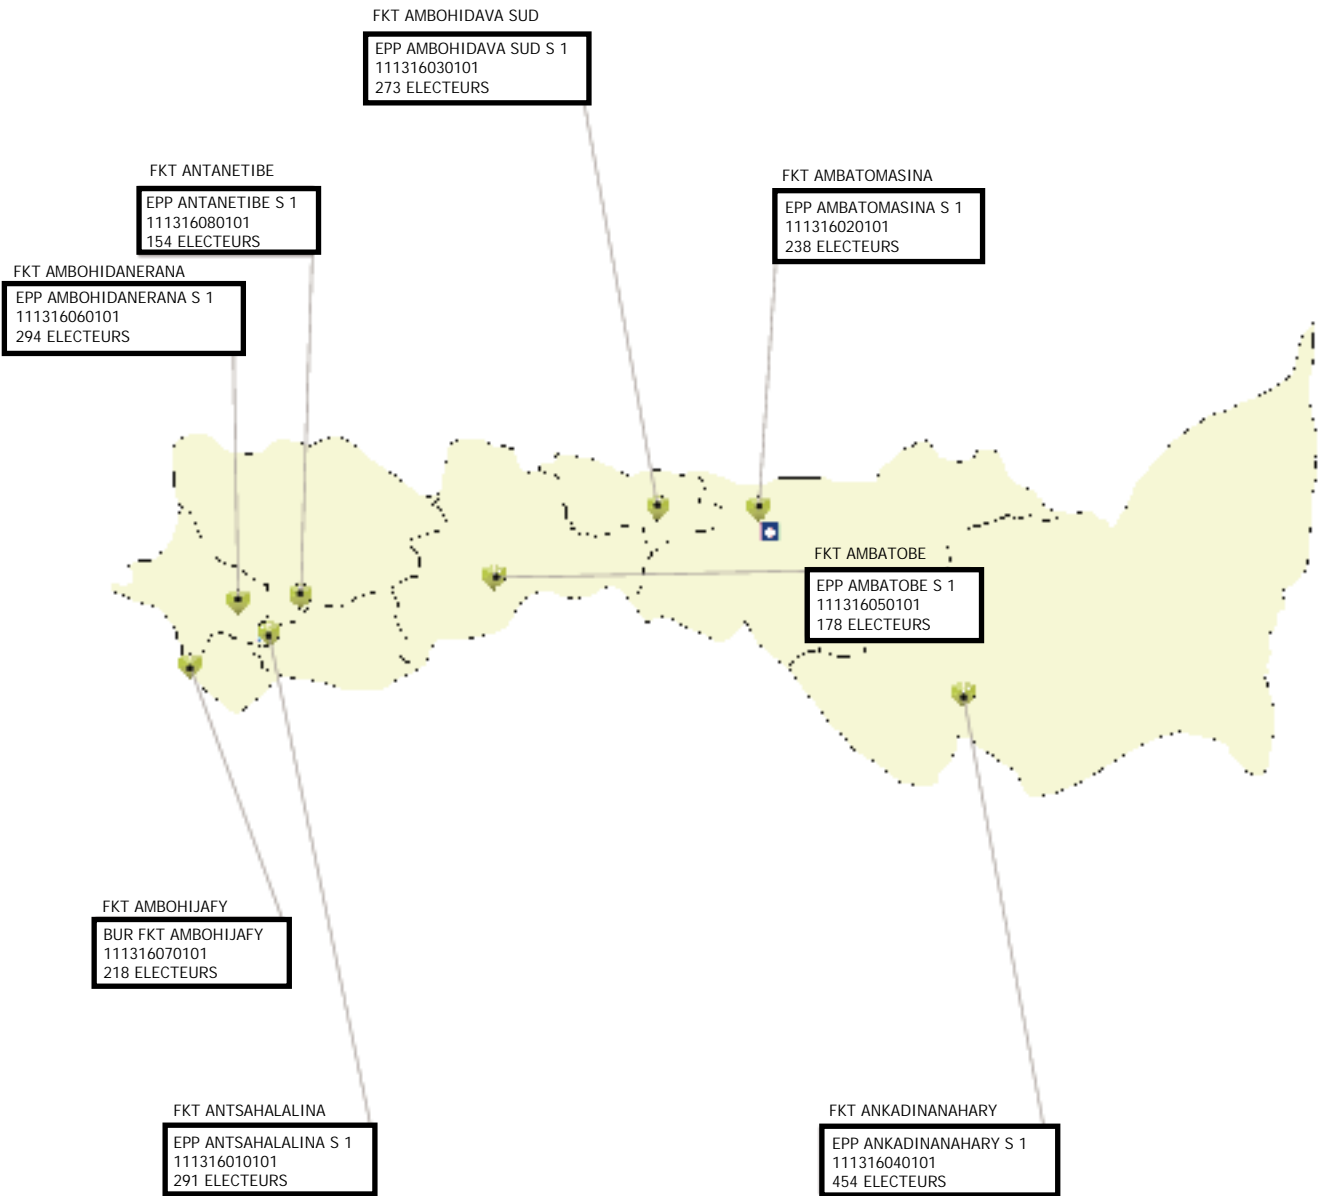 FKT AMBOHIDAVA SUD
EPP AMBOHIDAVA SUD S 1
111316030101
273 ELECTEURS
FKT ANTANETIBE
EPP ANTANETIBE S 1
111316080101
154 ELECTEURS
FKT AMBATOMASINA
EPP AMBATOMASINA S 1
111316020101
238 ELECTEURS
FKT AMBOHIDANERANA
EPP AMBOHIDANERANA S 1
111316060101
294 ELECTEURS
FKT AMBATOBE
EPP AMBATOBE S 1
111316050101
178 ELECTEURS
FKT AMBOHIJAFY
BUR FKT AMBOHIJAFY
111316070101
218 ELECTEURS
FKT ANTSAHALALINA
EPP ANTSAHALALINA S 1
111316010101
291 ELECTEURS
FKT ANKADINANAHARY
EPP ANKADINANAHARY S 1
111316040101
454 ELECTEURS